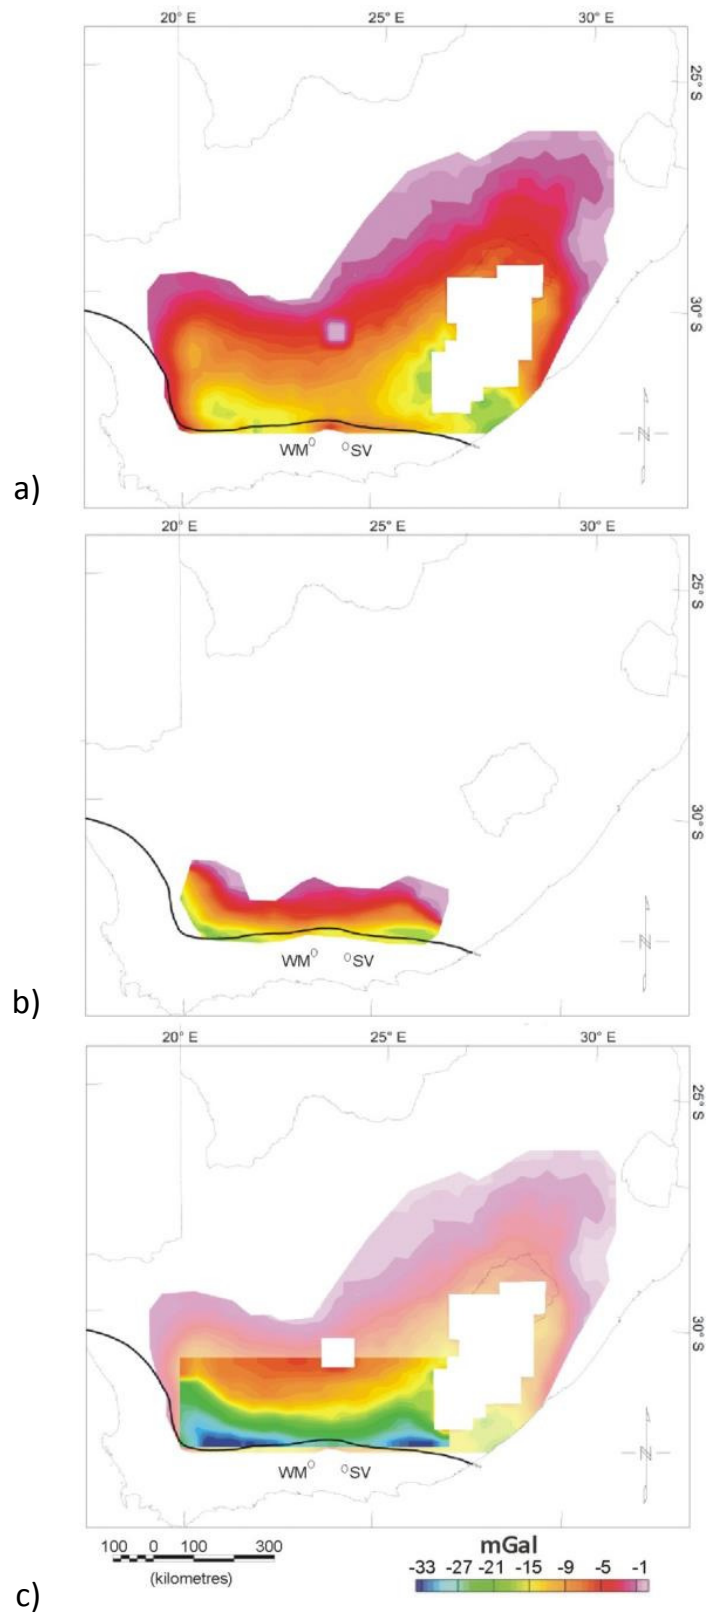 20° E 25° E 30° E
25° S
30° S
WM SV
N
a)
20° E 25° E 30° E
25° S
30° S
WM SV
N
b)
20° E 25° E 30° E
25° S
30° S
WM SV
N
100 0 100 300
(kilometres)
mGal
-33 -27 -21 -15 -9 -5 -1
c)